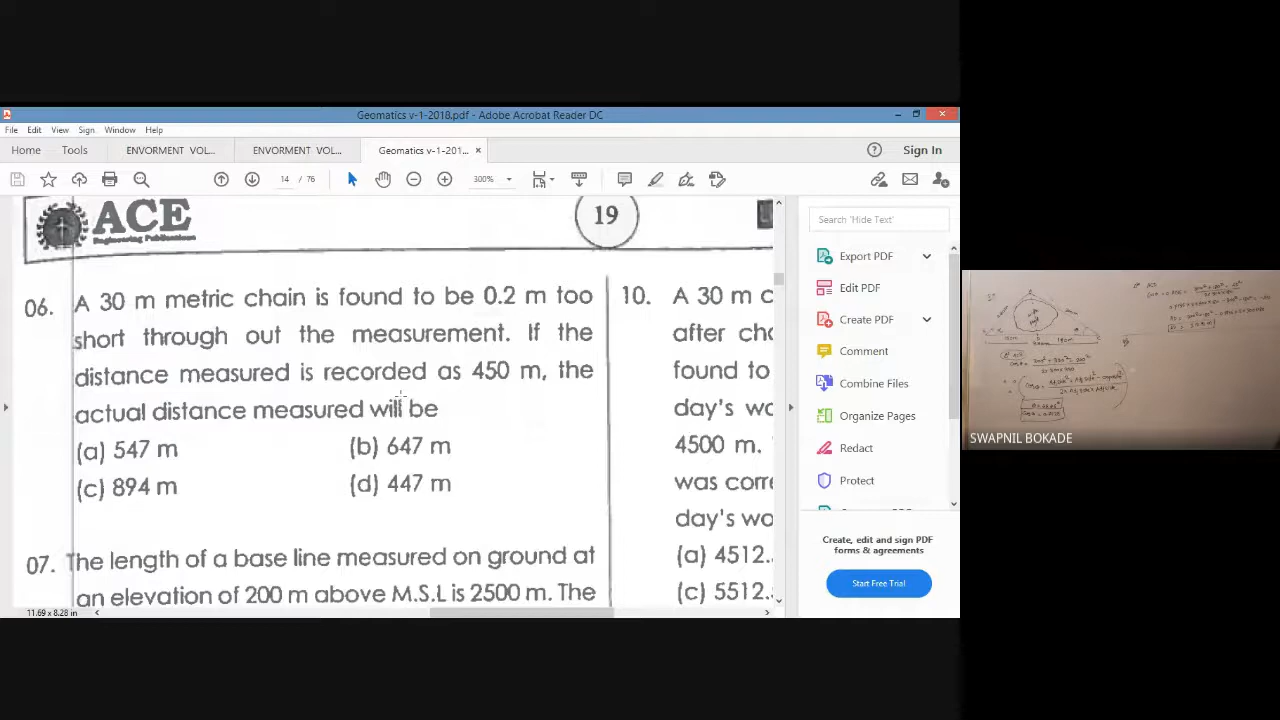 Geomatics v-1-2018.pdf - Adobe Acrobat Reader DC
File Edit View Sign Window Help
Home Tools ENVORMENT VOL... ENVORMENT VOL... Geomatics v-1-201... × Sign In
14 / 76 300%
ACE
Engineering Publications
19
06. A 30 m metric chain is found to be 0.2 m too
short through out the measurement. If the
distance measured is recorded as 450 m, the
actual distance measured will be
(a) 547 m (b) 647 m
(c) 894 m (d) 447 m
07. The length of a base line measured on ground at
an elevation of 200 m above M.S.L is 2500 m. The
10. A 30 m c
after cha
found to
day's wo
4500 m.
was corre
day's wo
(a) 4512.
(c) 5512.
11.69 x 8.28 in
Search 'Hide Text'
Export PDF
Edit PDF
Create PDF
Comment
Combine Files
Organize Pages
Redact
Protect
Create, edit and sign PDF
forms & agreements
Start Free Trial
SWAPNIL BOKADE